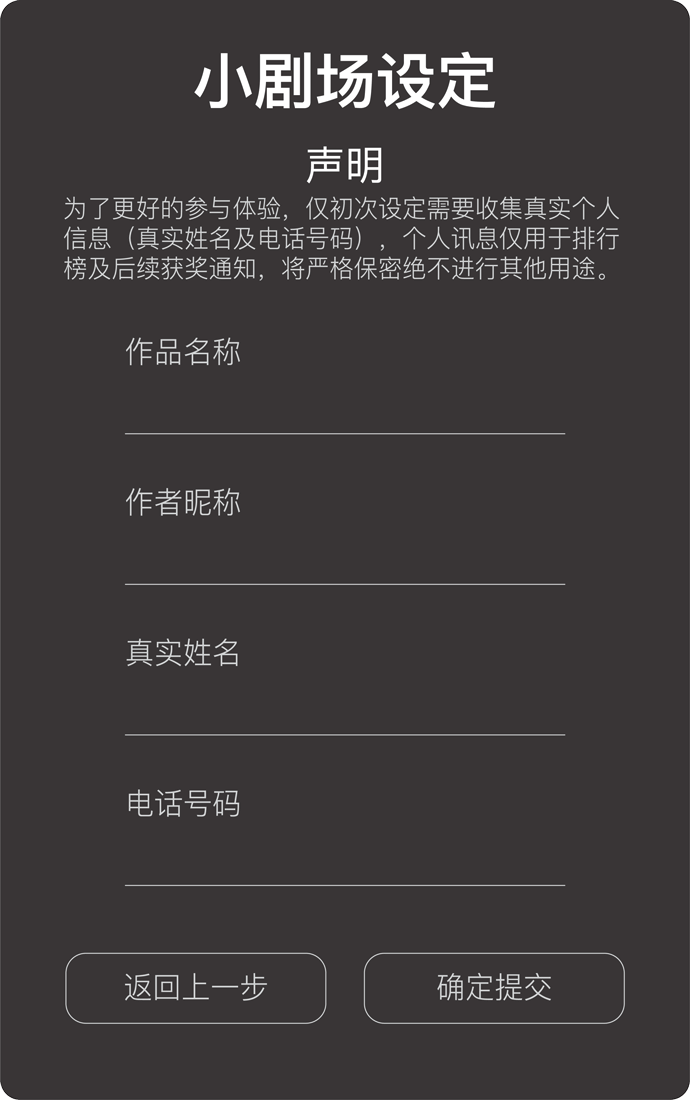 小剧场设定
声明
为了更好的参与体验，仅初次设定需要收集真实个人
信息（真实姓名及电话号码），个人讯息仅用于排行
榜及后续获奖通知，将严格保密绝不进行其他用途。
作品名称
作者昵称
真实姓名
电话号码
返回上一步
确定提交